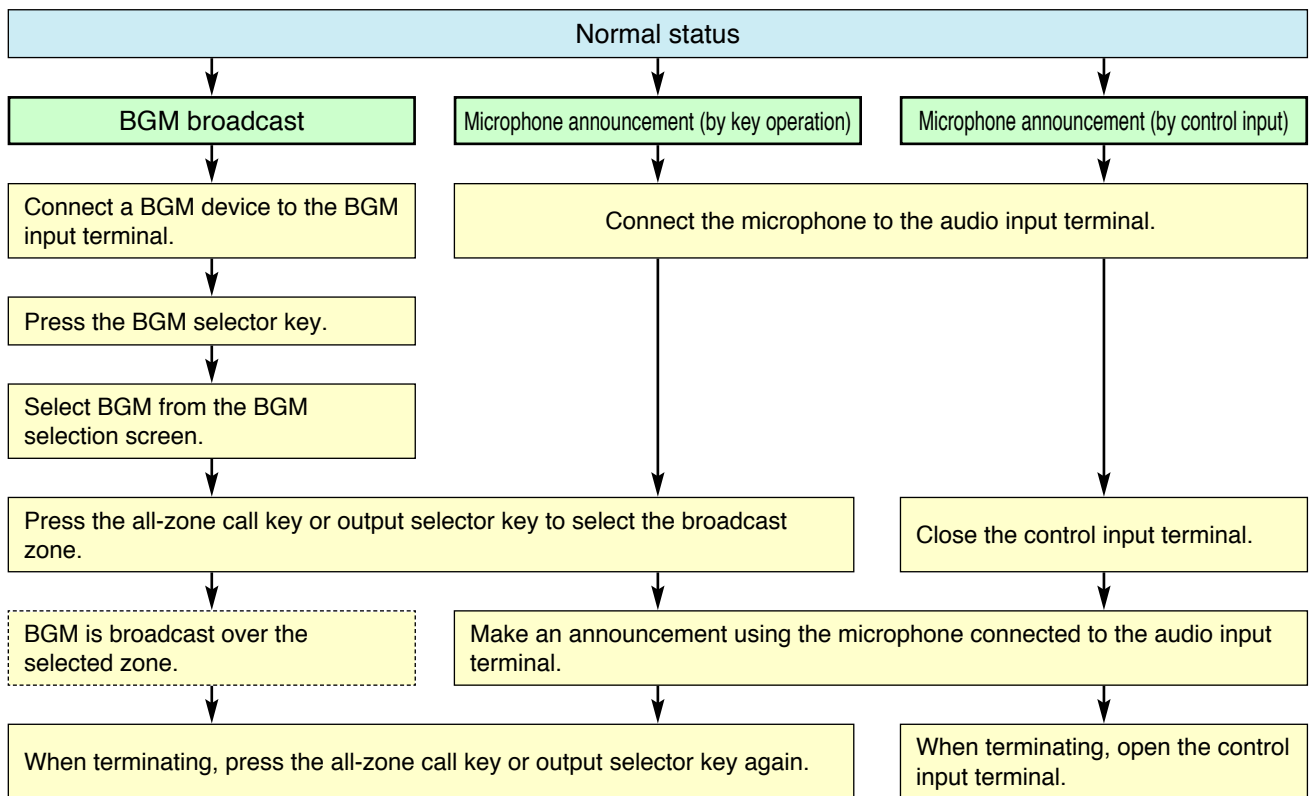 Normal status
BGM broadcast
Microphone announcement (by key operation)
Microphone announcement (by control input)
Connect a BGM device to the BGM
input terminal.
Connect the microphone to the audio input terminal.
Press the BGM selector key.
Select BGM from the BGM
selection screen.
Press the all-zone call key or output selector key to select the broadcast
zone.
Close the control input terminal.
BGM is broadcast over the
selected zone.
Make an announcement using the microphone connected to the audio input
terminal.
When terminating, press the all-zone call key or output selector key again.
When terminating, open the control
input terminal.